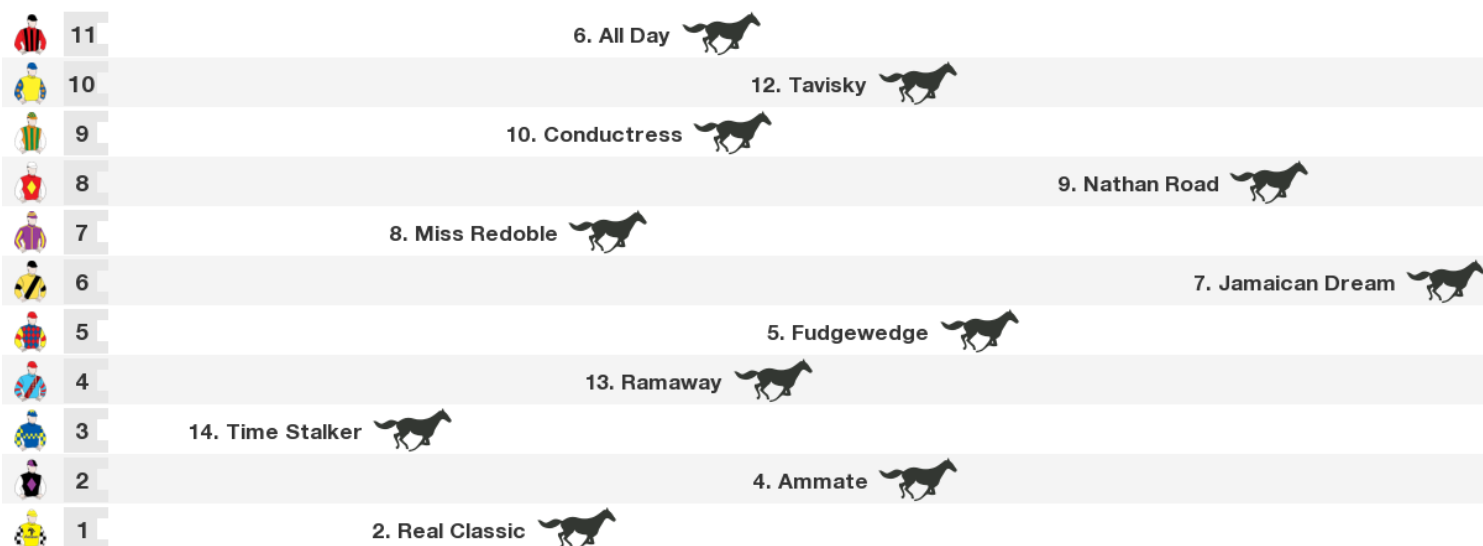 11 6. All Day
10 12. Tavisky
9 10. Conductress
8 9. Nathan Road
7 8. Miss Redoble
6 7. Jamaican Dream
5 5. Fudgewedge
4 13. Ramaway
3 14. Time Stalker
2 4. Ammate
1 2. Real Classic